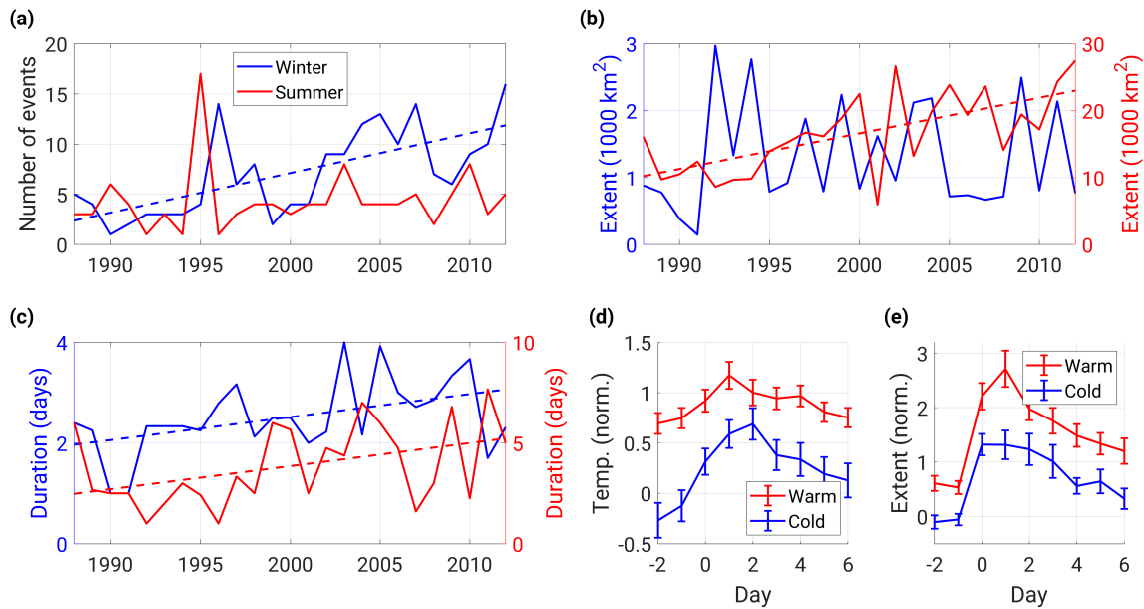 (a)
Number of events
20
15
10
5
0
Winter
Summer
1990
1995
2000
2005
2010
(b)
Extent (1000 km²)
3
2
1
0
30
20
10
0
Extent (1000 km²)
1990
1995
2000
2005
2010
(c)
Duration (days)
4
2
0
10
5
0
Duration (days)
1990
1995
2000
2005
2010
(d)
Temp. (norm.)
1.5
1
0.5
0
-0.5
Warm
Cold
-2
0
2
4
6
Day
(e)
Extent (norm.)
3
2
1
0
Warm
Cold
-2
0
2
4
6
Day